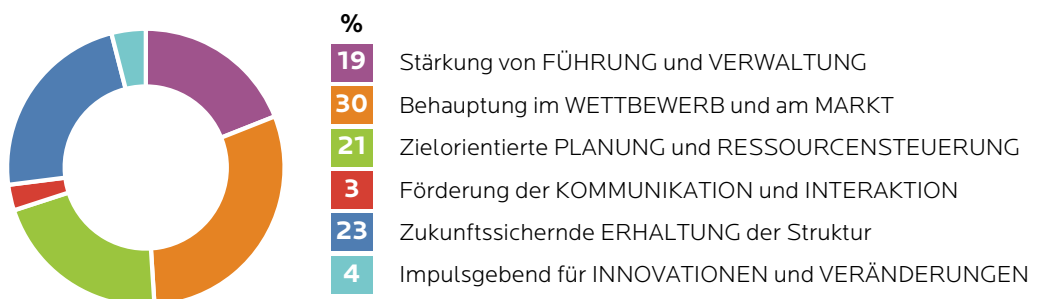 %
19 Stärkung von FÜHRUNG und VERWALTUNG
30 Behauptung im WETTBEWERB und am MARKT
21 Zielorientierte PLANUNG und RESSOURCENSTEUERUNG
3 Förderung der KOMMUNIKATION und INTERAKTION
23 Zukunftssichernde ERHALTUNG der Struktur
4 Impulsgebend für INNOVATIONEN und VERÄNDERUNGEN